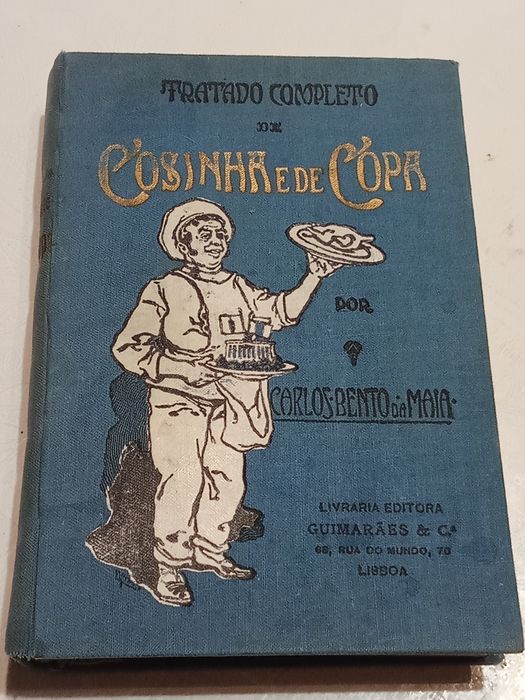 TRATADO COMPLETO
DE
COSINHA E DE COPA
POR
CARLOS·BENTO·DA·MAIA·
LIVRARIA EDITORA
GUIMARÃES & C.ª
68, RUA DO MUNDO, 70
LISBOA